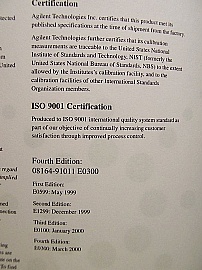 Certification
Agilent Technologies Inc. certifies that this product met its
published specifications at the time of shipment from the factory.
Agilent Technologies further certifies that its calibration
measurements are traceable to the United States National
Institute of Standards and Technology, NIST (formerly the
United States National Bureau of Standards, NBS) to the extent
allowed by the Institutes's calibration facility, and to the
calibration facilities of other International Standards
Organization members.
ISO 9001 Certification
Produced to ISO 9001 international quality system standard as
part of our objective of continually increasing customer
satisfaction through improved process control.
Fourth Edition:
08164-91011 E0300
First Edition:
E0599: May 1999
Second Edition:
E1299: December 1999
Third Edition:
E0100: January 2000
Fourth Edition:
E0300: March 2000